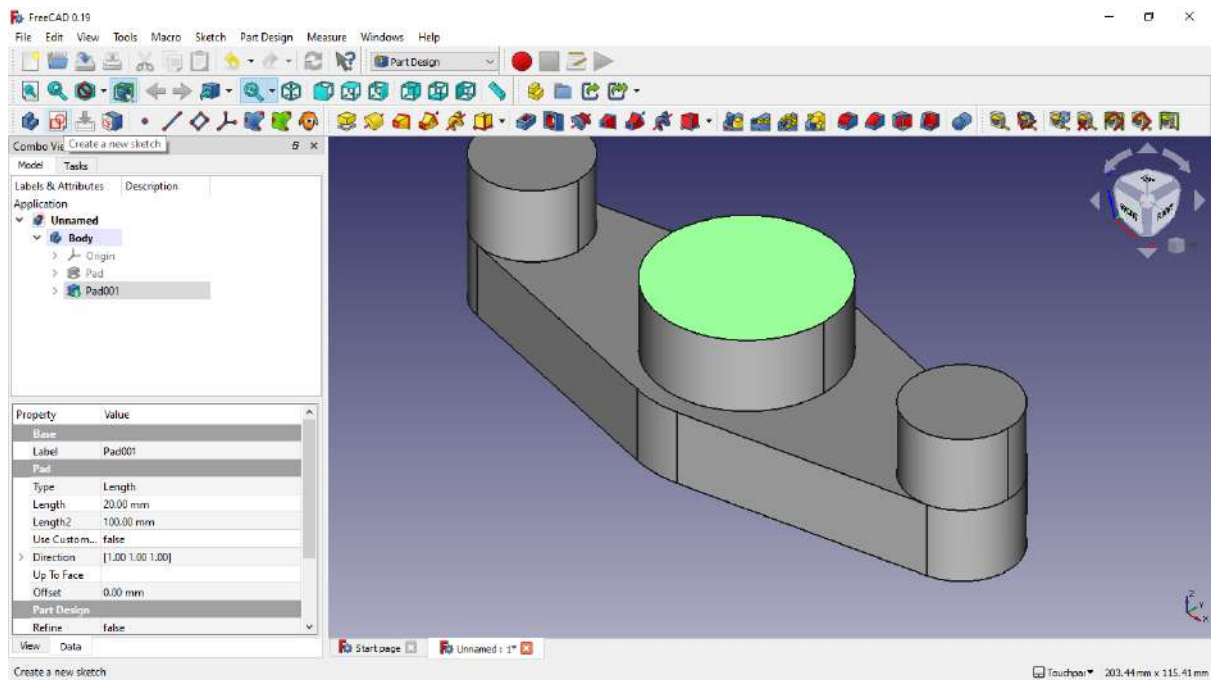 FreeCAD 0.19
File Edit View Tools Macro Sketch Part Design Measure Windows Help
Part Design
Combo Vie
Create a new sketch
Model Tasks
Labels & Attributes Description
Application
Unnamed
Body
Origin
Pad
Pad001
Property Value
Base
Label Pad001
Pad
Type Length
Length 20.00 mm
Length2 100.00 mm
Use Custom... false
Direction [1.00 1.00 1.00]
Up To Face
Offset 0.00 mm
Part Design
Refine false
View Data
Start page Unnamed : 1*
Create a new sketch Touchpar 203.44 mm x 115.41 mm
Z
Y
X